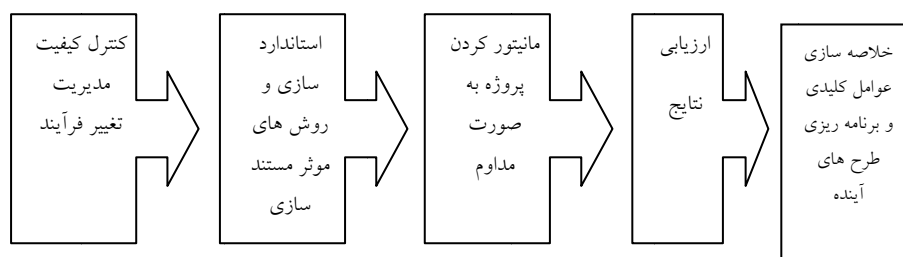 کنترل کیفیت
مدیریت
تغییر فرآیند
استاندارد
سازی و
روش های
موثر مستند
سازی
مانیتور کردن
پروژه به
صورت
مداوم
ارزیابی
نتایج
خلاصه سازی
عوامل کلیدی
و برنامه ریزی
طرح های
آینده